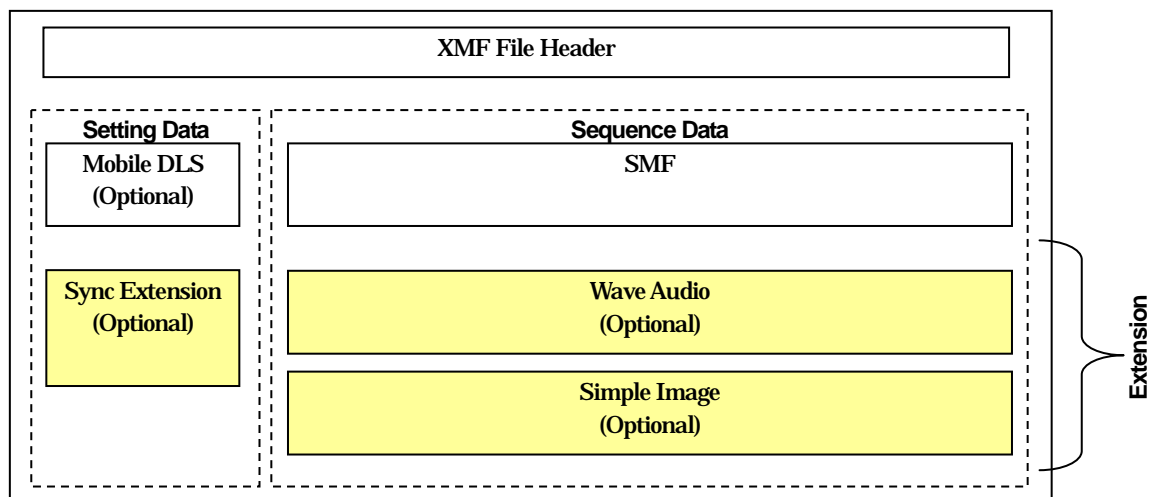 XMF File Header
Setting Data
Mobile DLS
(Optional)
Sync Extension
(Optional)
Sequence Data
SMF
Wave Audio
(Optional)
Simple Image
(Optional)
Extension